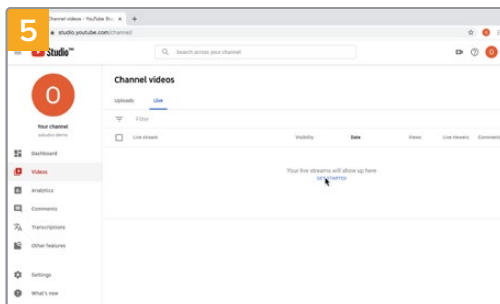 5
Channel videos - YouTube Stu
studio.youtube.com/channel/
Studio
Search across your channel
O
O
Your channel
Channel videos
Uploads
Live
Filter
Live stream
Visibility
Date
Views
Live viewers
Comments
Your live streams will show up here
GET STARTED
Dashboard
Videos
Analytics
Comments
Transcriptions
Other features
Settings
What's new